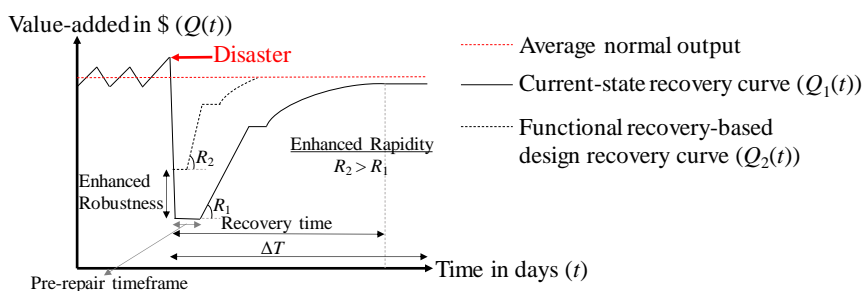 Value-added in $ (Q(t))
Disaster
Average normal output
Current-state recovery curve (Q₁(t))
Functional recovery-based
design recovery curve (Q₂(t))
Enhanced Rapidity
R₂ > R₁
R₂
Enhanced
Robustness
R₁
Recovery time
ΔT
Time in days (t)
Pre-repair timeframe